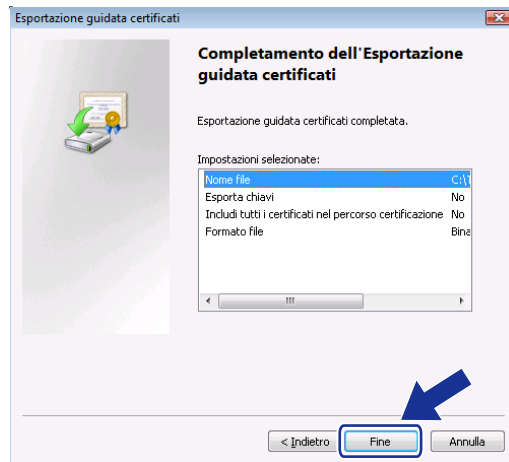 Esportazione guidata certificati
Completamento dell'Esportazione
guidata certificati
Esportazione guidata certificati completata.
Impostazioni selezionate:
Nome file C:\
Esporta chiavi No
Includi tutti i certificati nel percorso certificazione No
Formato file Bina
< Indietro Fine Annulla